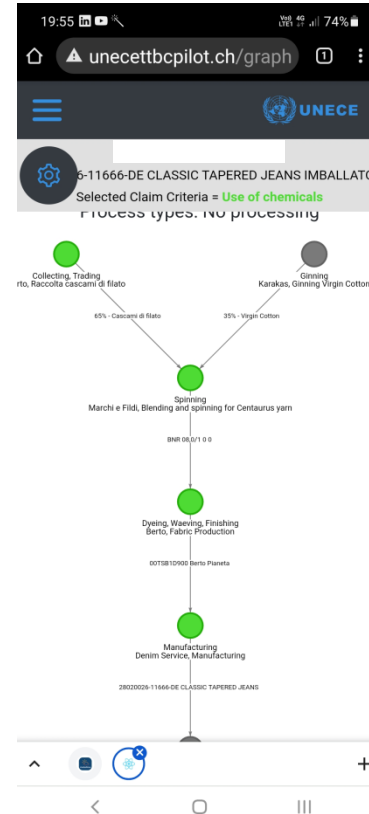 19:55
Vo)) 4G
LTE1
74%
unecettbcpilot.ch/graph
1
UNECE
6-11666-DE CLASSIC TAPERED JEANS IMBALLATO
Selected Claim Criteria = Use of chemicals
Process types: No processing
Collecting, Trading
rto, Raccolta cascami di filato
Ginning
Karakas, Ginning Virgin Cotton
65% - Cascami di filato
35% - Virgin Cotton
Spinning
Marchi e Fildi, Blending and spinning for Centaurus yarn
BNR 08,0/1 0 0
Dyeing, Waeving, Finishing
Berto, Fabric Production
00TSB1D900 Berto Pianeta
Manufacturing
Denim Service, Manufacturing
28020026-11666-DE CLASSIC TAPERED JEANS